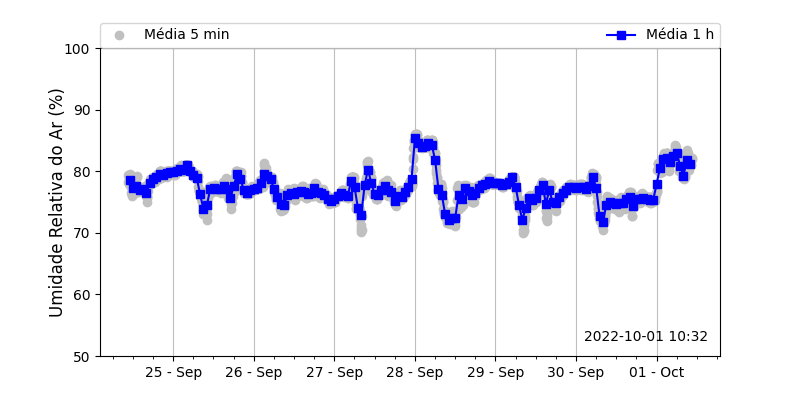 Média 5 min
Média 1 h
100
90
80
70
60
50
Umidade Relativa do Ar (%)
2022-10-01 10:32
25 - Sep
26 - Sep
27 - Sep
28 - Sep
29 - Sep
30 - Sep
01 - Oct